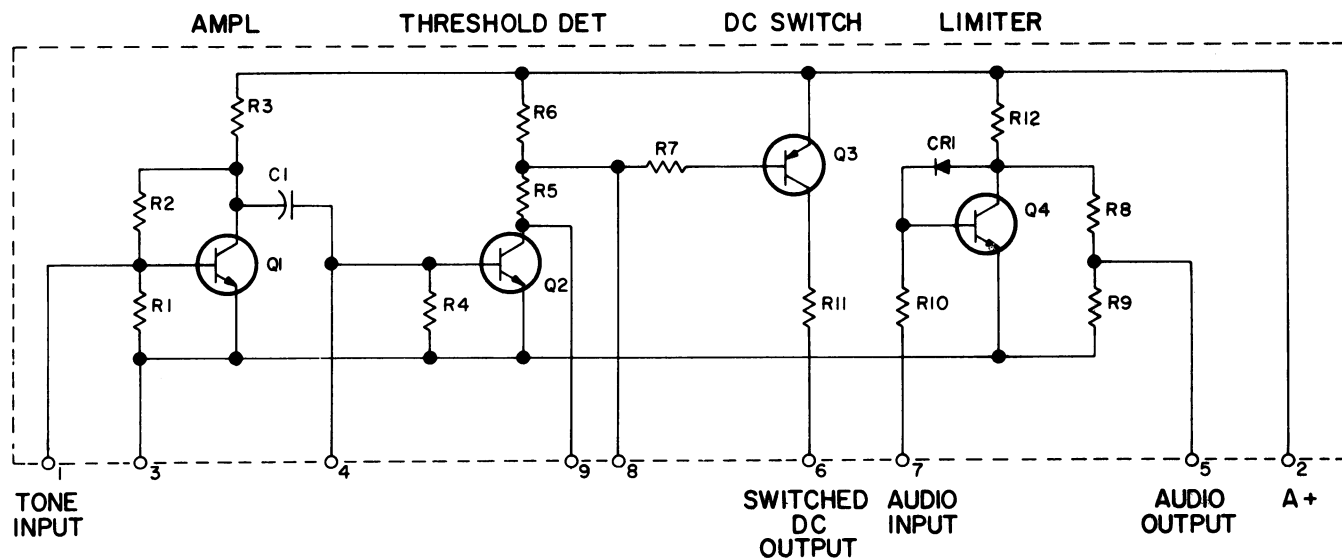 AMPL
THRESHOLD DET
DC SWITCH
LIMITER
R3
R6
R12
R7
Q3
CR1
R2
C1
R5
Q4
R8
Q1
Q2
R1
R4
R11
R10
R9
1
3
4
9
8
6
7
5
2
TONE
INPUT
SWITCHED
DC
OUTPUT
AUDIO
INPUT
AUDIO
OUTPUT
A+